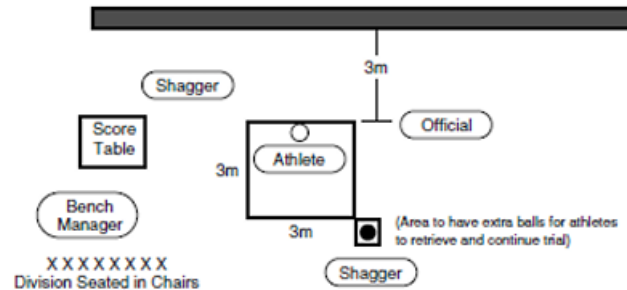 3m
Shagger
Official
Score
Table
Athlete
3m
Bench
Manager
3m
(Area to have extra balls for athletes
to retrieve and continue trial)
X X X X X X X X
Division Seated in Chairs
Shagger